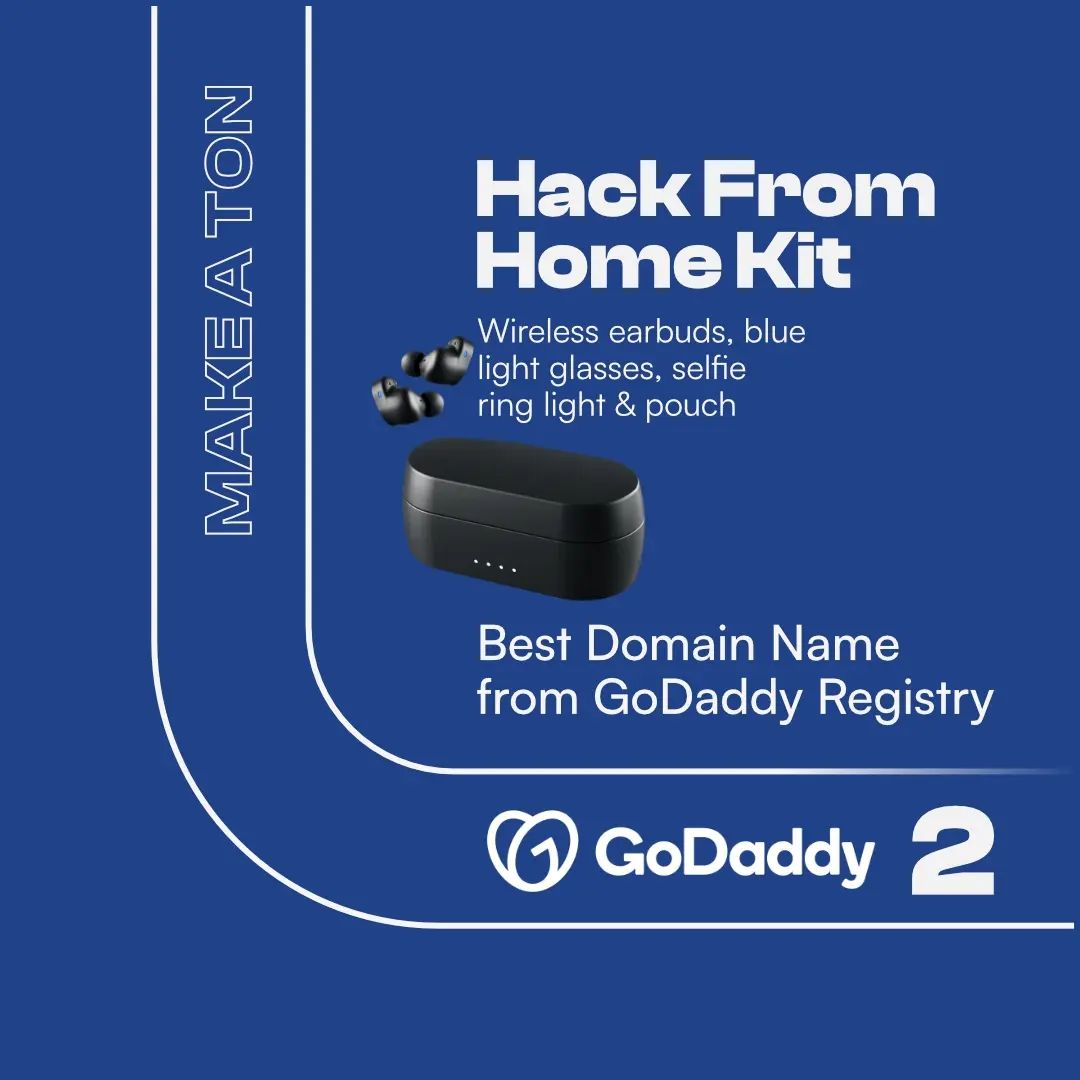 MAKE A TON
Hack From
Home Kit
Wireless earbuds, blue
light glasses, selfie
ring light & pouch
Best Domain Name
from GoDaddy Registry
GoDaddy 2